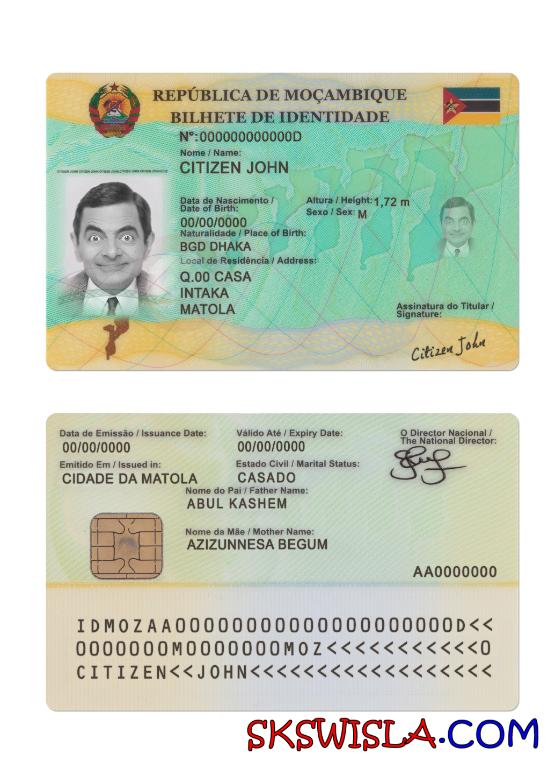 REPÚBLICA DE MOÇAMBIQUE
BILHETE DE IDENTIDADE
Nº:000000000000D
Nome / Name:
CITIZEN JOHN
Data de Nascimento /
Date of Birth:
00/00/0000
Altura / Height: 1,72 m
Sexo / Sex: M
Naturalidade / Place of Birth:
BGD DHAKA
Local de Residência / Address:
Q.00 CASA
INTAKA
MATOLA
Assinatura do Titular /
Signature:
Citizen John
Data de Emissão / Issuance Date:
00/00/0000
Válido Até / Expiry Date:
00/00/0000
O Director Nacional /
The National Director:
Emitido Em / Issued in:
CIDADE DA MATOLA
Estado Civil / Marital Status:
CASADO
Nome do Pai / Father Name:
ABUL KASHEM
Nome da Mãe / Mother Name:
AZIZUNNESA BEGUM
AA0000000
IDMOZAA00000000000000000000D<<
0000000M0000000MOZ<<<<<<<<<<<0
CITIZEN<<JOHN<<<<<<<<<<<<<<<<<
SKSWISLA.COM